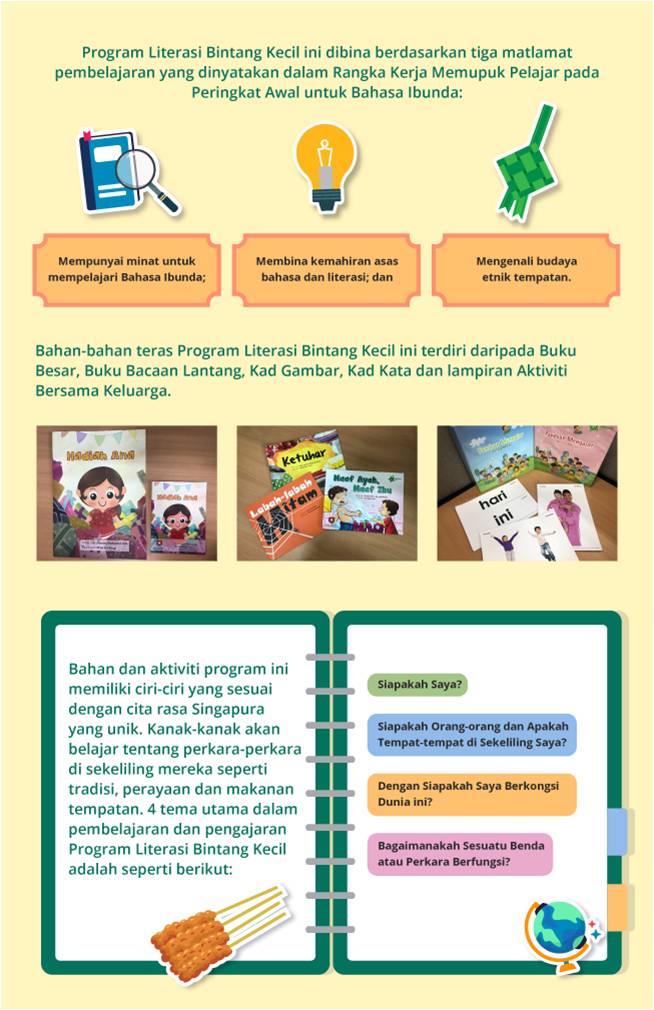 Program Literasi Bintang Kecil ini dibina berdasarkan tiga matlamat
pembelajaran yang dinyatakan dalam Rangka Kerja Memupuk Pelajar pada
Peringkat Awal untuk Bahasa Ibunda:
Mempunyai minat untuk
mempelajari Bahasa Ibunda;
Membina kemahiran asas
bahasa dan literasi; dan
Mengenali budaya
etnik tempatan.
Bahan-bahan teras Program Literasi Bintang Kecil ini terdiri daripada Buku
Besar, Buku Bacaan Lantang, Kad Gambar, Kad Kata dan lampiran Aktiviti
Bersama Keluarga.
Hadiah Ana
Hadiah Ana
Ketuhar
Maaf Ayah,
Maaf Ibu
Labah-labah
Hitam
hari
ini
Bahan dan aktiviti program ini
memiliki ciri-ciri yang sesuai
dengan cita rasa Singapura
yang unik. Kanak-kanak akan
belajar tentang perkara-perkara
di sekeliling mereka seperti
tradisi, perayaan dan makanan
tempatan. 4 tema utama dalam
pembelajaran dan pengajaran
Program Literasi Bintang Kecil
adalah seperti berikut:
Siapakah Saya?
Siapakah Orang-orang dan Apakah
Tempat-tempat di Sekeliling Saya?
Dengan Siapakah Saya Berkongsi
Dunia ini?
Bagaimanakah Sesuatu Benda
atau Perkara Berfungsi?